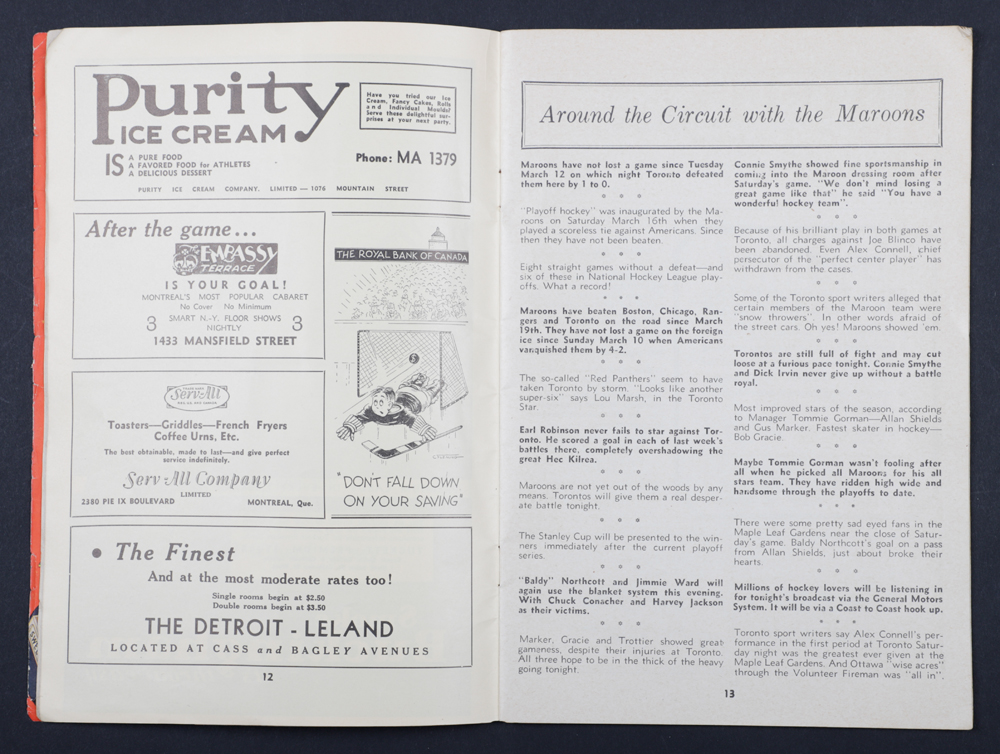 Purity
ICE CREAM
Have you tried our Ice
Cream, Fancy Cakes, Rolls
and Individual Moulds?
Serve these delightful sur-
prises at your next party.
IS
A PURE FOOD
A FAVORED FOOD for ATHLETES
A DELICIOUS DESSERT
Phone: MA 1379
PURITY ICE CREAM COMPANY, LIMITED — 1076 MOUNTAIN STREET
After the game...
EMBASSY
TERRACE
IS YOUR GOAL!
MONTREAL'S MOST POPULAR CABARET
No Cover No Minimum
3 SMART N.-Y. FLOOR SHOWS 3
NIGHTLY
1433 MANSFIELD STREET
THE ROYAL BANK OF CANADA
"DON'T FALL DOWN
ON YOUR SAVING"
Serv-All
Toasters—Griddles—French Fryers
Coffee Urns, Etc.
The best obtainable, made to last—and give perfect
service indefinitely.
Serv-All Company
LIMITED
2380 PIE IX BOULEVARD MONTREAL, Que.
• The Finest
And at the most moderate rates too!
Single rooms begin at $2.50
Double rooms begin at $3.50
THE DETROIT - LELAND
LOCATED AT CASS and BAGLEY AVENUES
12
Around the Circuit with the Maroons
Maroons have not lost a game since Tuesday
March 12 on which night Toronto defeated
them here by 1 to 0.
* * *
"Playoff hockey" was inaugurated by the Ma-
roons on Saturday March 16th when they
played a scoreless tie against Americans. Since
then they have not been beaten.
* * *
Eight straight games without a defeat—and
six of these in National Hockey League play-
offs. What a record!
* * *
Maroons have beaten Boston, Chicago, Ran-
gers and Toronto on the road since March
19th. They have not lost a game on the foreign
ice since Sunday March 10 when Americans
vanquished them by 4-2.
* * *
The so-called "Red Panthers" seem to have
taken Toronto by storm. "Looks like another
super-six" says Lou Marsh, in the Toronto
Star.
* * *
Earl Robinson never fails to star against Tor-
onto. He scored a goal in each of last week's
battles there, completely overshadowing the
great Hec Kilrea.
* * *
Maroons are not yet out of the woods by any
means. Torontos will give them a real desper-
ate battle tonight.
* * *
The Stanley Cup will be presented to the win-
ners immediately after the current playoff
series.
* * *
"Baldy" Northcott and Jimmie Ward will
again use the blanket system this evening.
With Chuck Conacher and Harvey Jackson
as their victims.
* * *
Marker, Gracie and Trottier showed great
gameness, despite their injuries at Toronto.
All three hope to be in the thick of the heavy
going tonight.
Connie Smythe showed fine sportsmanship in
coming into the Maroon dressing room after
Saturday's game. "We don't mind losing a
great game like that" he said "You have a
wonderful hockey team".
* * *
Because of his brilliant play in both games at
Toronto, all charges against Joe Blinco have
been abandoned. Even Alex Connell, chief
persecutor of the "perfect center player" has
withdrawn from the cases.
* * *
Some of the Toronto sport writers alleged that
certain members of the Maroon team were
"snow throwers". In other words afraid of
the street cars. Oh yes! Maroons showed 'em.
* * *
Torontos are still full of fight and may cut
loose at a furious pace tonight. Connie Smythe
and Dick Irvin never give up without a battle
royal.
* * *
Most improved stars of the season, according
to Manager Tommie Gorman—Allan Shields
and Gus Marker. Fastest skater in hockey—
Bob Gracie.
* * *
Maybe Tommie Gorman wasn't fooling after
all when he picked all Maroons for his all
stars team. They have ridden high wide and
handsome through the playoffs to date.
* * *
There were some pretty sad eyed fans in the
Maple Leaf Gardens near the close of Satur-
day's game. Baldy Northcott's goal on a pass
from Allan Shields, just about broke their
hearts.
* * *
Millions of hockey lovers will be listening in
for tonight's broadcast via the General Motors
System. It will be via a Coast to Coast hook up.
* * *
Toronto sport writers say Alex Connell's per-
formance in the first period at Toronto Satur-
day night was the greatest ever given at the
Maple Leaf Gardens. And Ottawa "wise acres"
through the Volunteer Fireman was "all in".
13